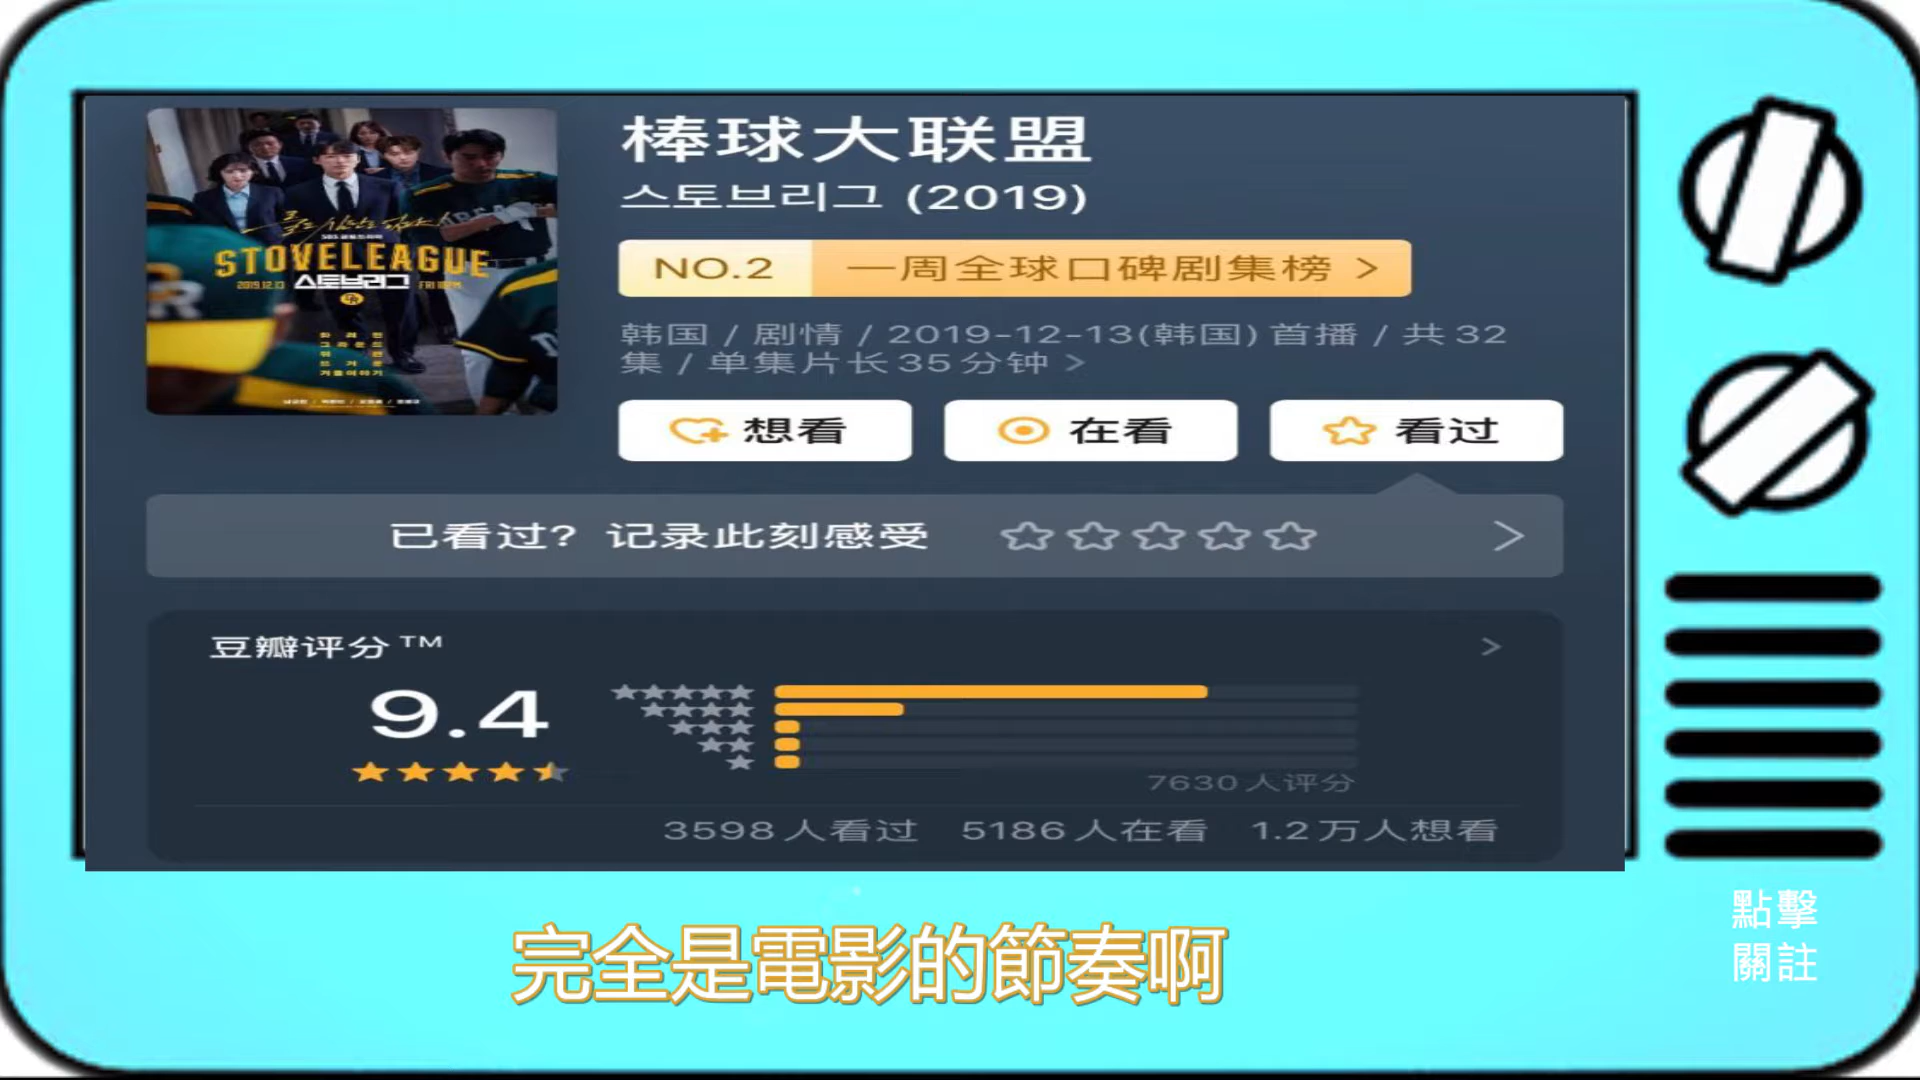 棒球大联盟
스토브리그 (2019)
NO.2 一周全球口碑剧集榜 >
韩国 / 剧情 / 2019-12-13(韩国) 首播 / 共 32
集 / 单集片长 35 分钟 >
想看 在看 看过
STOVELEAGUE
2019.12.13 스토브리그
已看过? 记录此刻感受
豆瓣评分™
9.4
7630 人评分
3598 人看过 5186 人在看 1.2 万人想看
點擊
關註
完全是電影的節奏啊